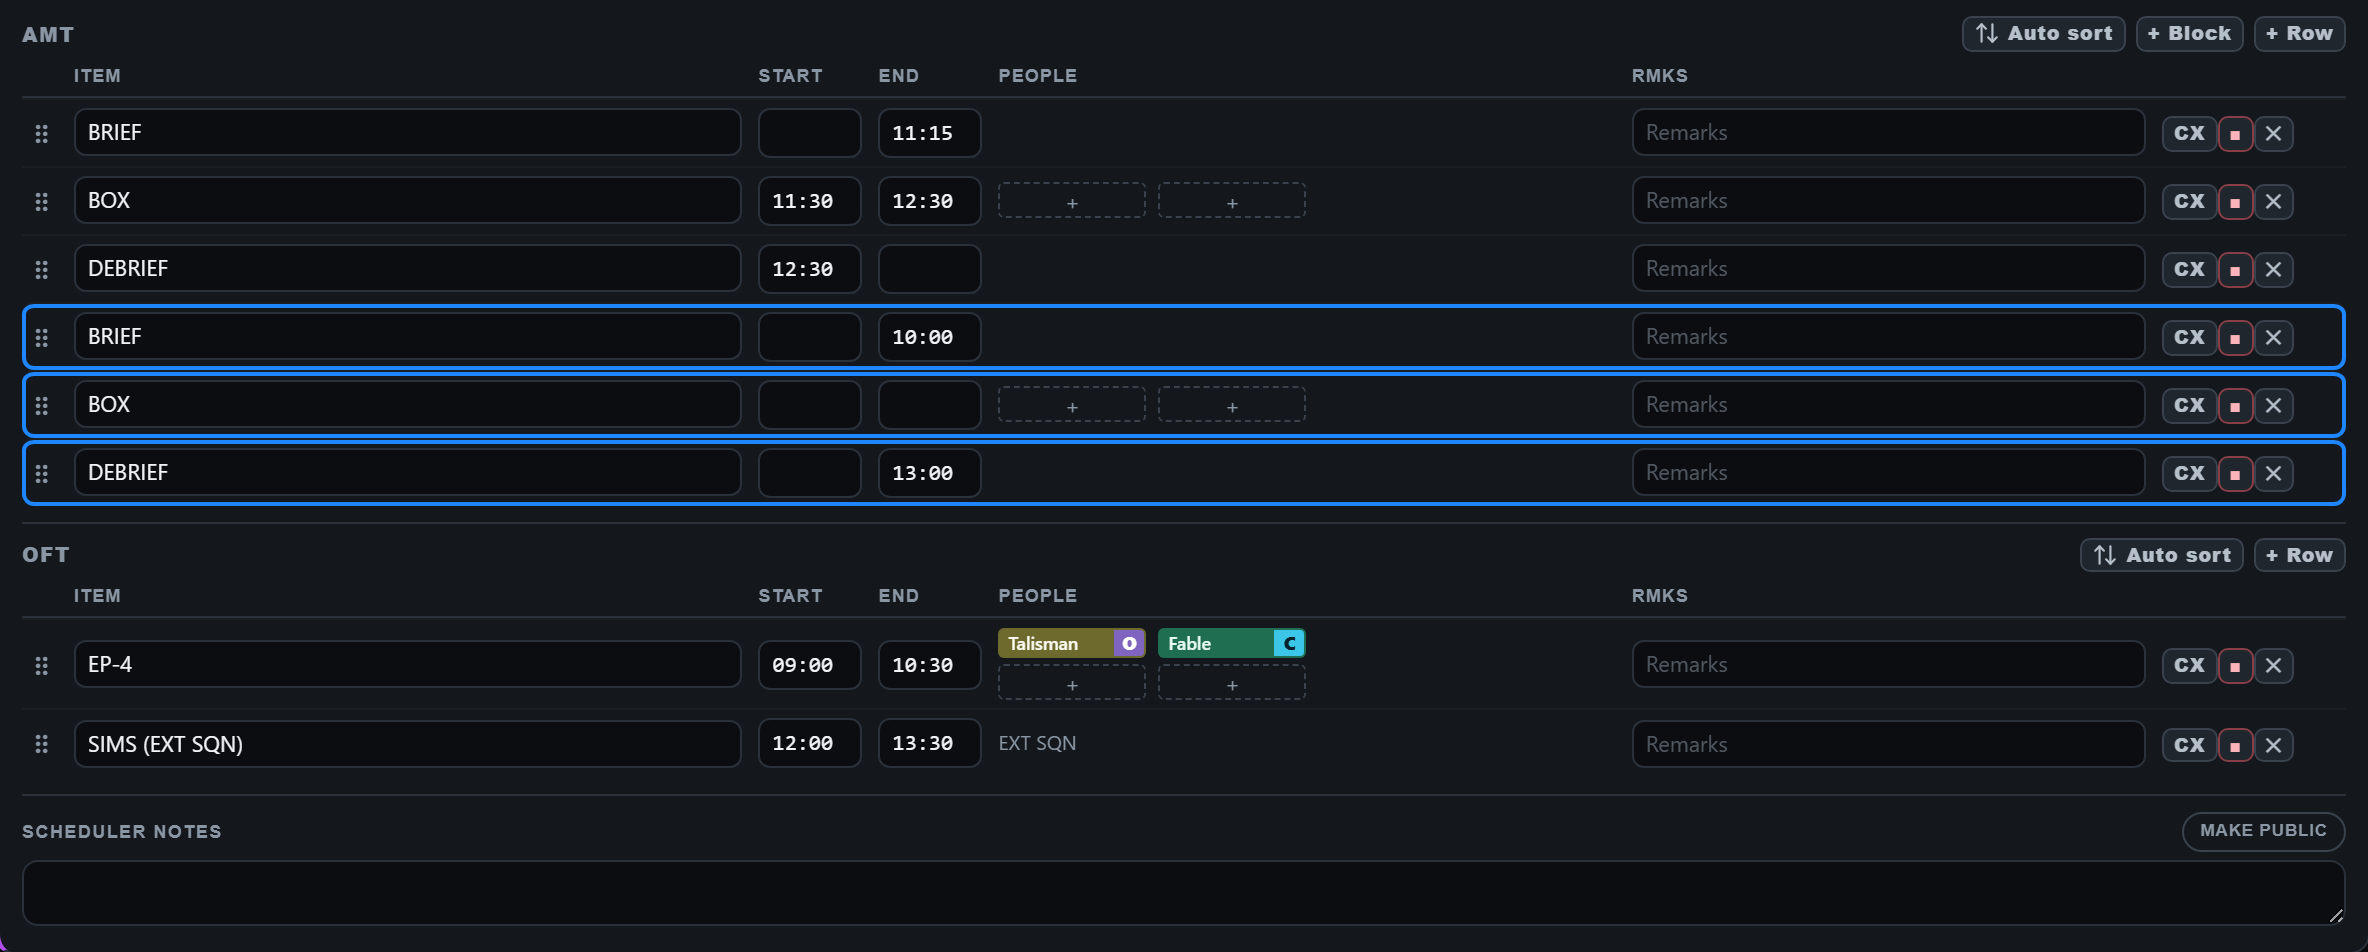 AMT
Auto sort + Block + Row
ITEM START END PEOPLE RMKS
BRIEF 11:15 Remarks CX
BOX 11:30 12:30 + + Remarks CX
DEBRIEF 12:30 Remarks CX
BRIEF 10:00 Remarks CX
BOX + + Remarks CX
DEBRIEF 13:00 Remarks CX
OFT
Auto sort + Row
ITEM START END PEOPLE RMKS
EP-4 09:00 10:30 Talisman O Fable C Remarks CX
+ +
SIMS (EXT SQN) 12:00 13:30 EXT SQN Remarks CX
SCHEDULER NOTES MAKE PUBLIC